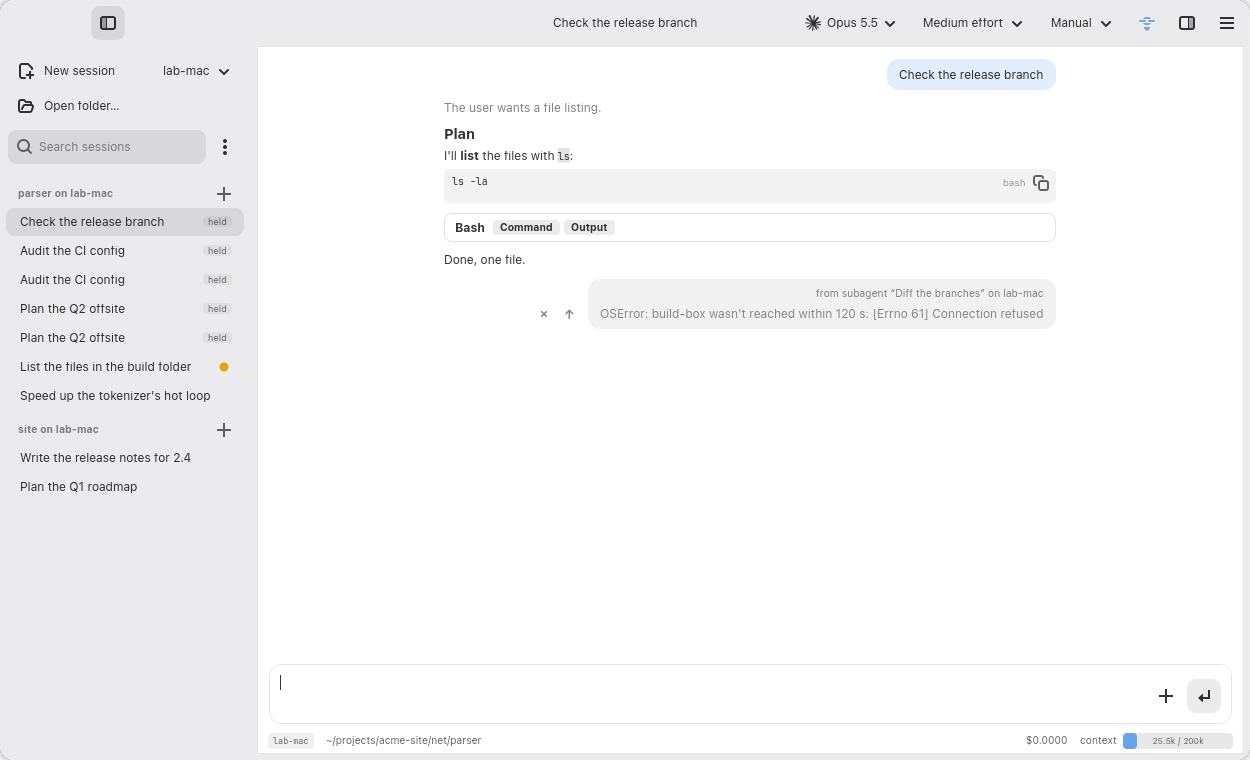 Check the release branch
Opus 5.5
Medium effort
Manual
New session
lab-mac
Open folder...
Search sessions
parser on lab-mac
Check the release branch held
Audit the CI config held
Audit the CI config held
Plan the Q2 offsite held
Plan the Q2 offsite held
List the files in the build folder
Speed up the tokenizer's hot loop
site on lab-mac
Write the release notes for 2.4
Plan the Q1 roadmap
Check the release branch
The user wants a file listing.
Plan
I'll list the files with ls:
ls -la
bash
Bash Command Output
Done, one file.
from subagent “Diff the branches” on lab-mac
OSError: build-box wasn't reached within 120 s: [Errno 61] Connection refused
lab-mac ~/projects/acme-site/net/parser
$0.0000 context 25.5k / 200k